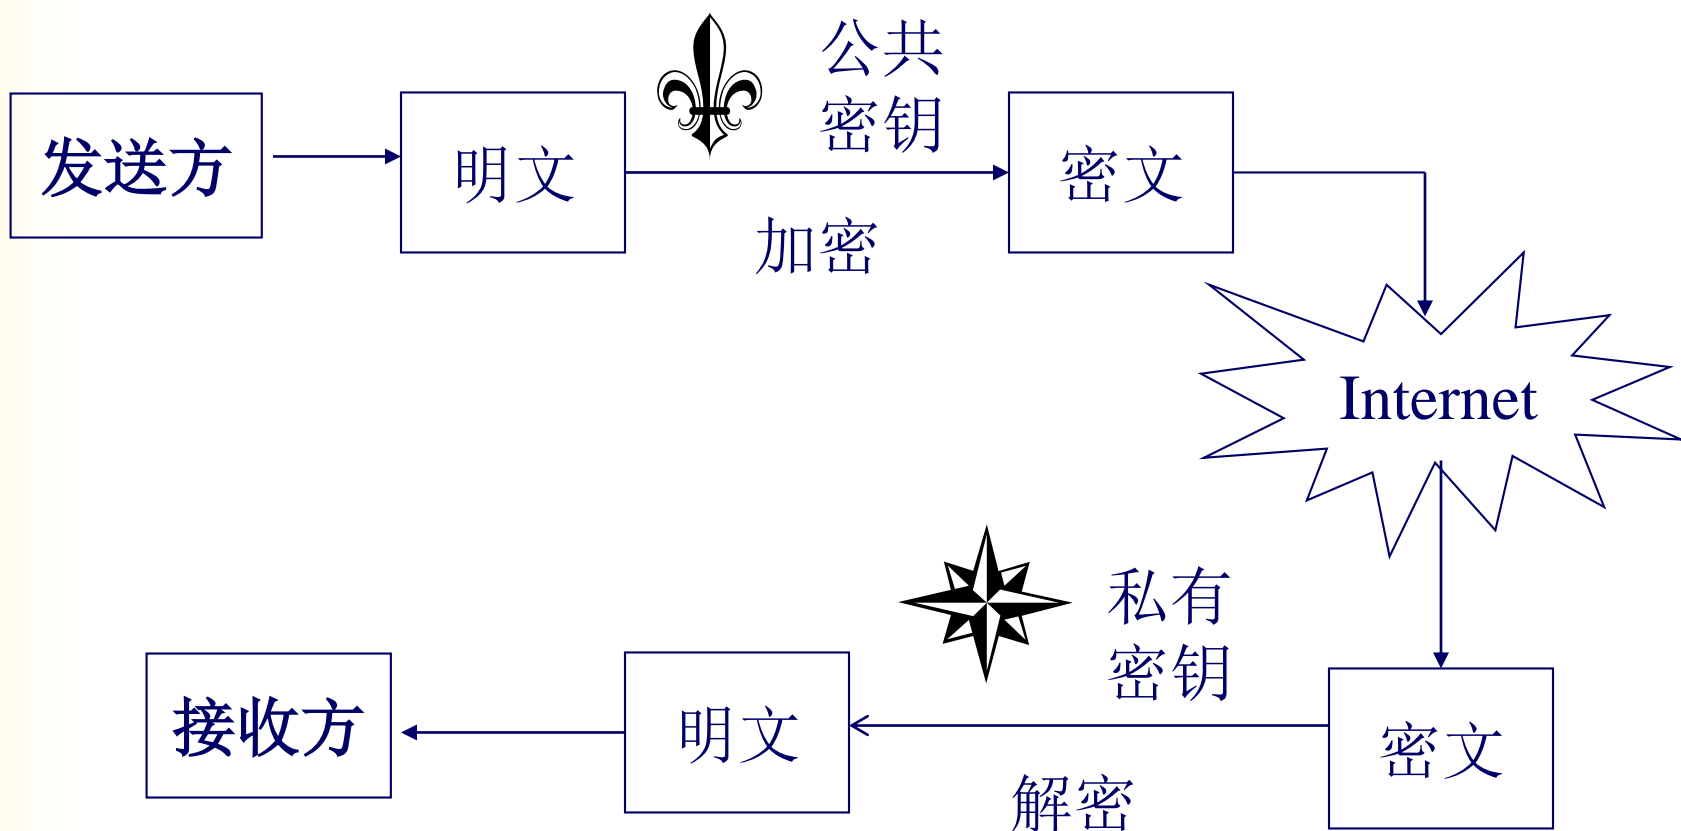 发送方
明文
公共
密钥
加密
密文
Internet
私有
密钥
密文
解密
明文
接收方